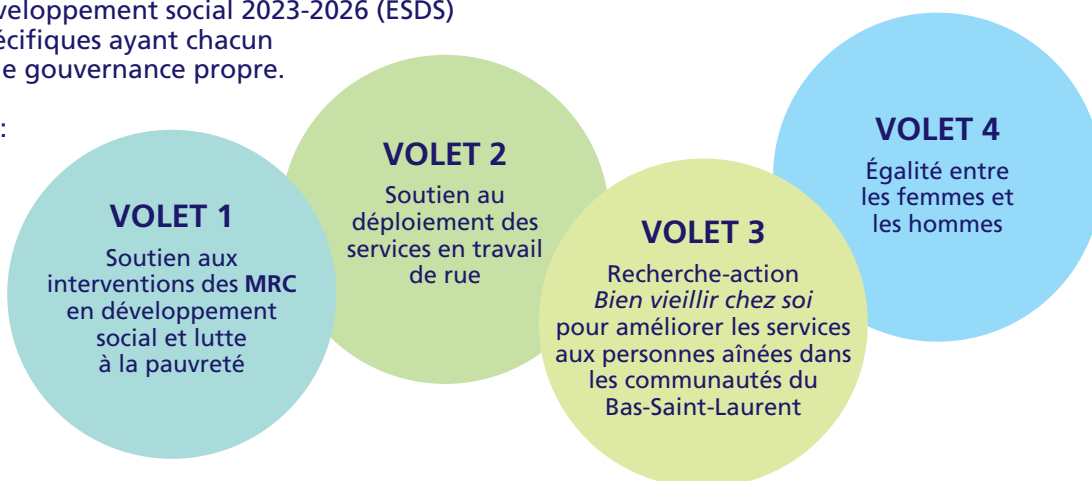 veloppement social 2023-2026 (ESDS)
écifiques ayant chacun
e gouvernance propre.
:
VOLET 1
Soutien aux
interventions des MRC
en développement
social et lutte
à la pauvreté
VOLET 2
Soutien au
déploiement des
services en travail
de rue
VOLET 3
Recherche-action
Bien vieillir chez soi
pour améliorer les services
aux personnes aînées dans
les communautés du
Bas-Saint-Laurent
VOLET 4
Égalité entre
les femmes et
les hommes